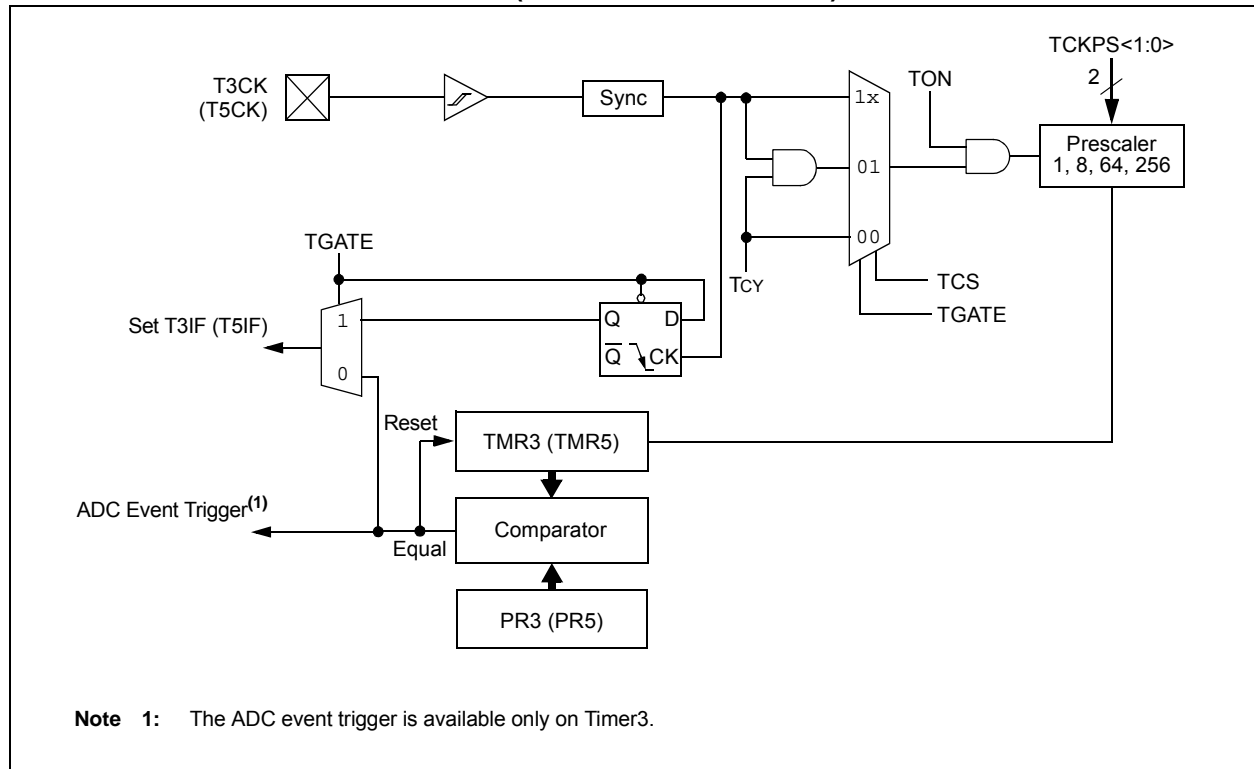 TCKPS<1:0>
2
T3CK
(T5CK)
Sync
1x
TON
Prescaler
1, 8, 64, 256
01
00
TGATE
TCY
TCS
TGATE
Set T3IF (T5IF)
1
0
Q D
Q CK
Reset
TMR3 (TMR5)
ADC Event Trigger(1)
Equal
Comparator
PR3 (PR5)
Note 1: The ADC event trigger is available only on Timer3.